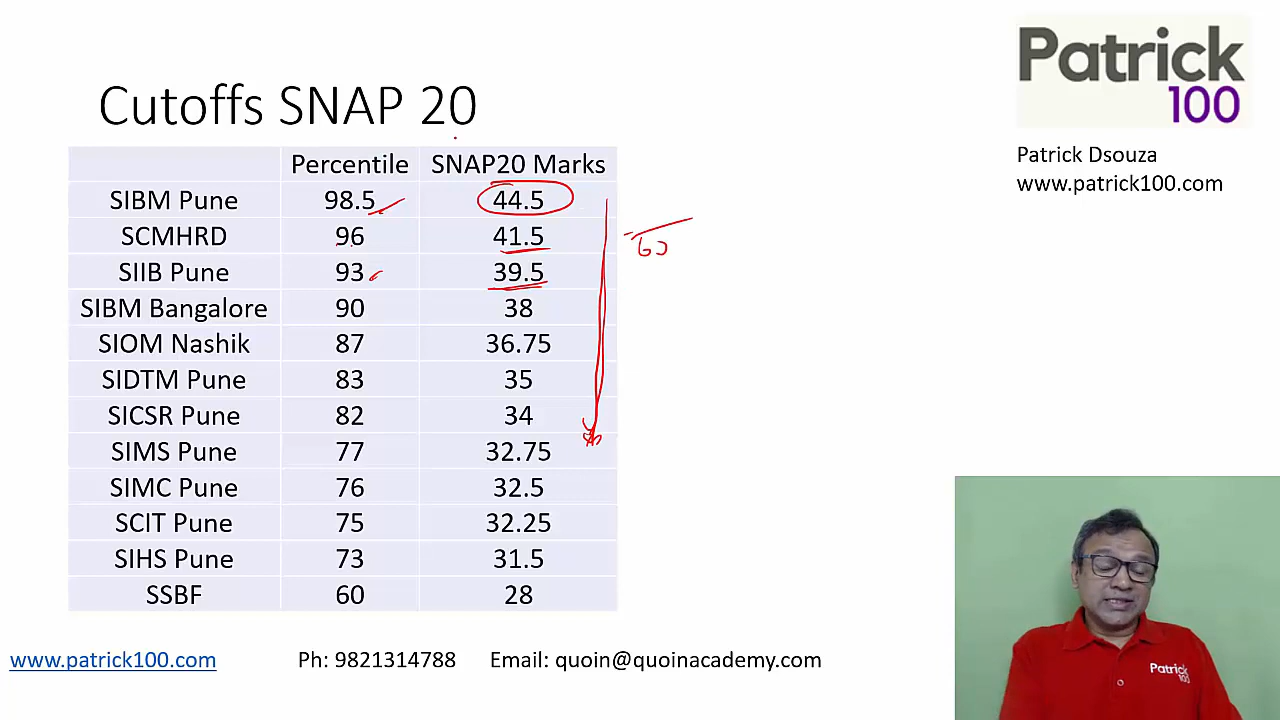 Patrick
100
Cutoffs SNAP 20
Patrick Dsouza
www.patrick100.com
Percentile SNAP20 Marks
SIBM Pune 98.5 44.5
SCMHRD 96 41.5
60
SIIB Pune 93 39.5
SIBM Bangalore 90 38
SIOM Nashik 87 36.75
SIDTM Pune 83 35
SICSR Pune 82 34
SIMS Pune 77 32.75
SIMC Pune 76 32.5
SCIT Pune 75 32.25
SIHS Pune 73 31.5
SSBF 60 28
www.patrick100.com Ph: 9821314788 Email: quoin@quoinacademy.com
Patrick
100